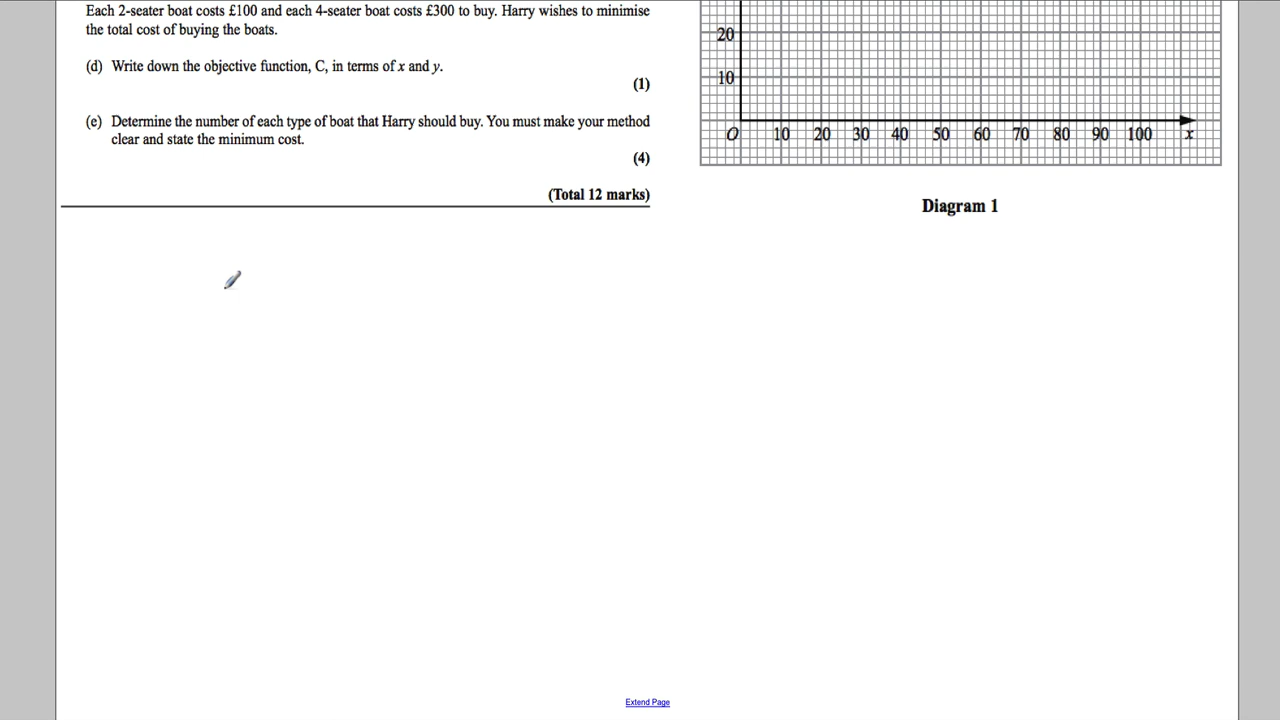 Each 2-seater boat costs £100 and each 4-seater boat costs £300 to buy. Harry wishes to minimise
the total cost of buying the boats.
(d) Write down the objective function, C, in terms of x and y.
(1)
(e) Determine the number of each type of boat that Harry should buy. You must make your method
clear and state the minimum cost.
(4)
(Total 12 marks)
20
10
O 10 20 30 40 50 60 70 80 90 100 x
Diagram 1
Extend Page